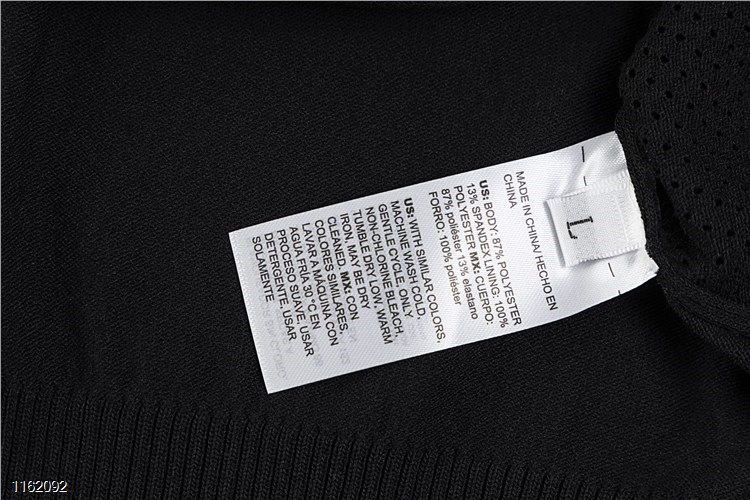 L
MADE IN CHINA HECHO EN
CHINA
US: BODY: 87% POLYESTER
13% SPANDEX LINING: 100%
POLYESTER MX: CUERPO:
87% poliéster 13% elastano
FORRO: 100% poliéster
US: WITH SIMILAR COLORS,
MACHINE WASH COLD.
GENTLE CYCLE. ONLY
NON-CHLORINE BLEACH,
TUMBLE DRY LOW. WARM
IRON, MAY BE DRY
CLEANED. MX: CON
COLORES SIMILARES,
LAVAR A MÁQUINA CON
AGUA FRÍA 30 °C EN
PROCESO SUAVE, USAR
DETERGENTE, USAR
SOLAMENTE
1162092